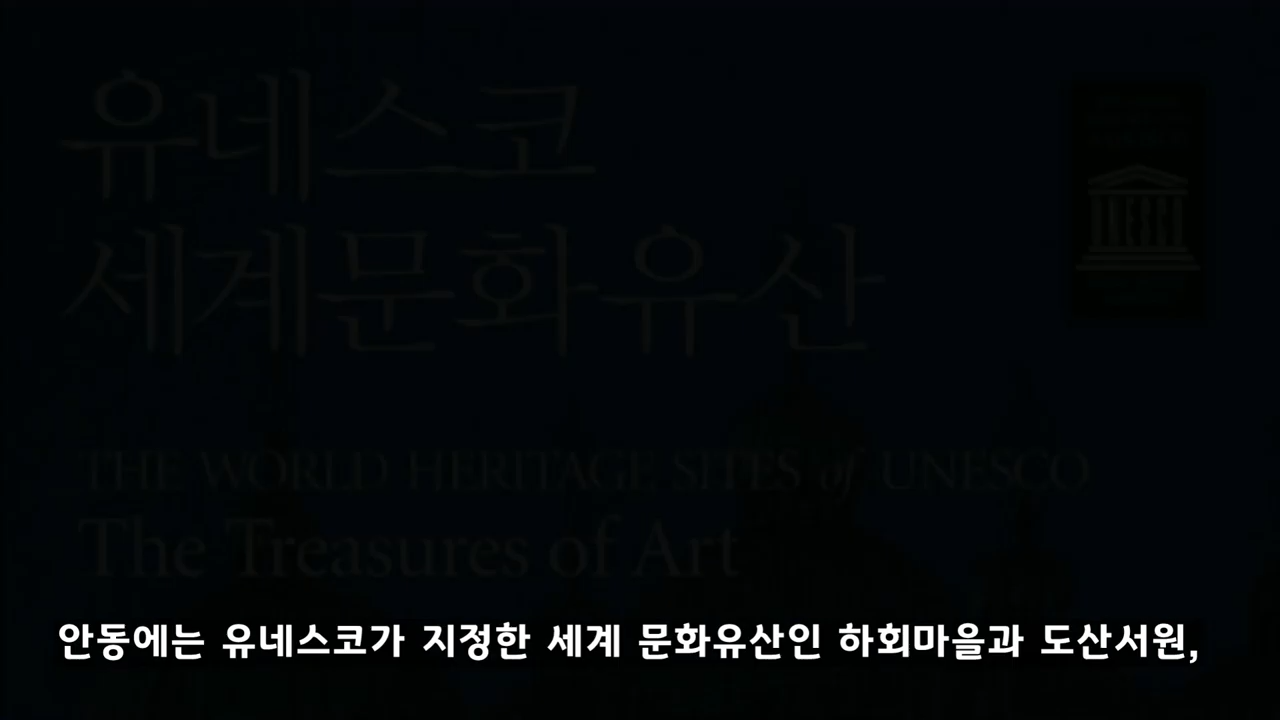 유네스코
세계문화유산
THE WORLD HERITAGE SITES of UNESCO
The Treasures of Art
안동에는 유네스코가 지정한 세계 문화유산인 하회마을과 도산서원,